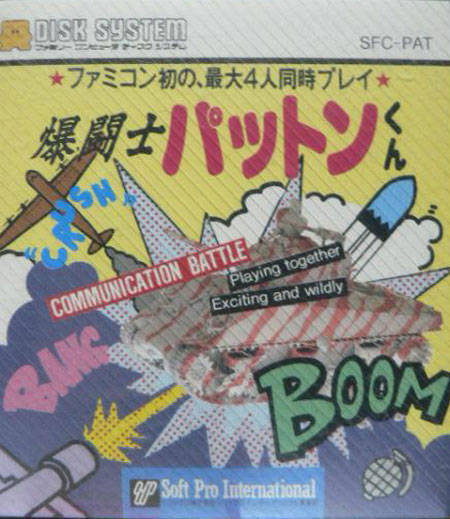 DISK SYSTEM
ファミリー コンピュータ ディスク システム
SFC-PAT
★ファミコン初の、最大4人同時プレイ★
爆闘士パットンくん
"CRUSH"
COMMUNICATION BATTLE
Playing together
Exciting and wildly
BANG
BOOM
Soft Pro International